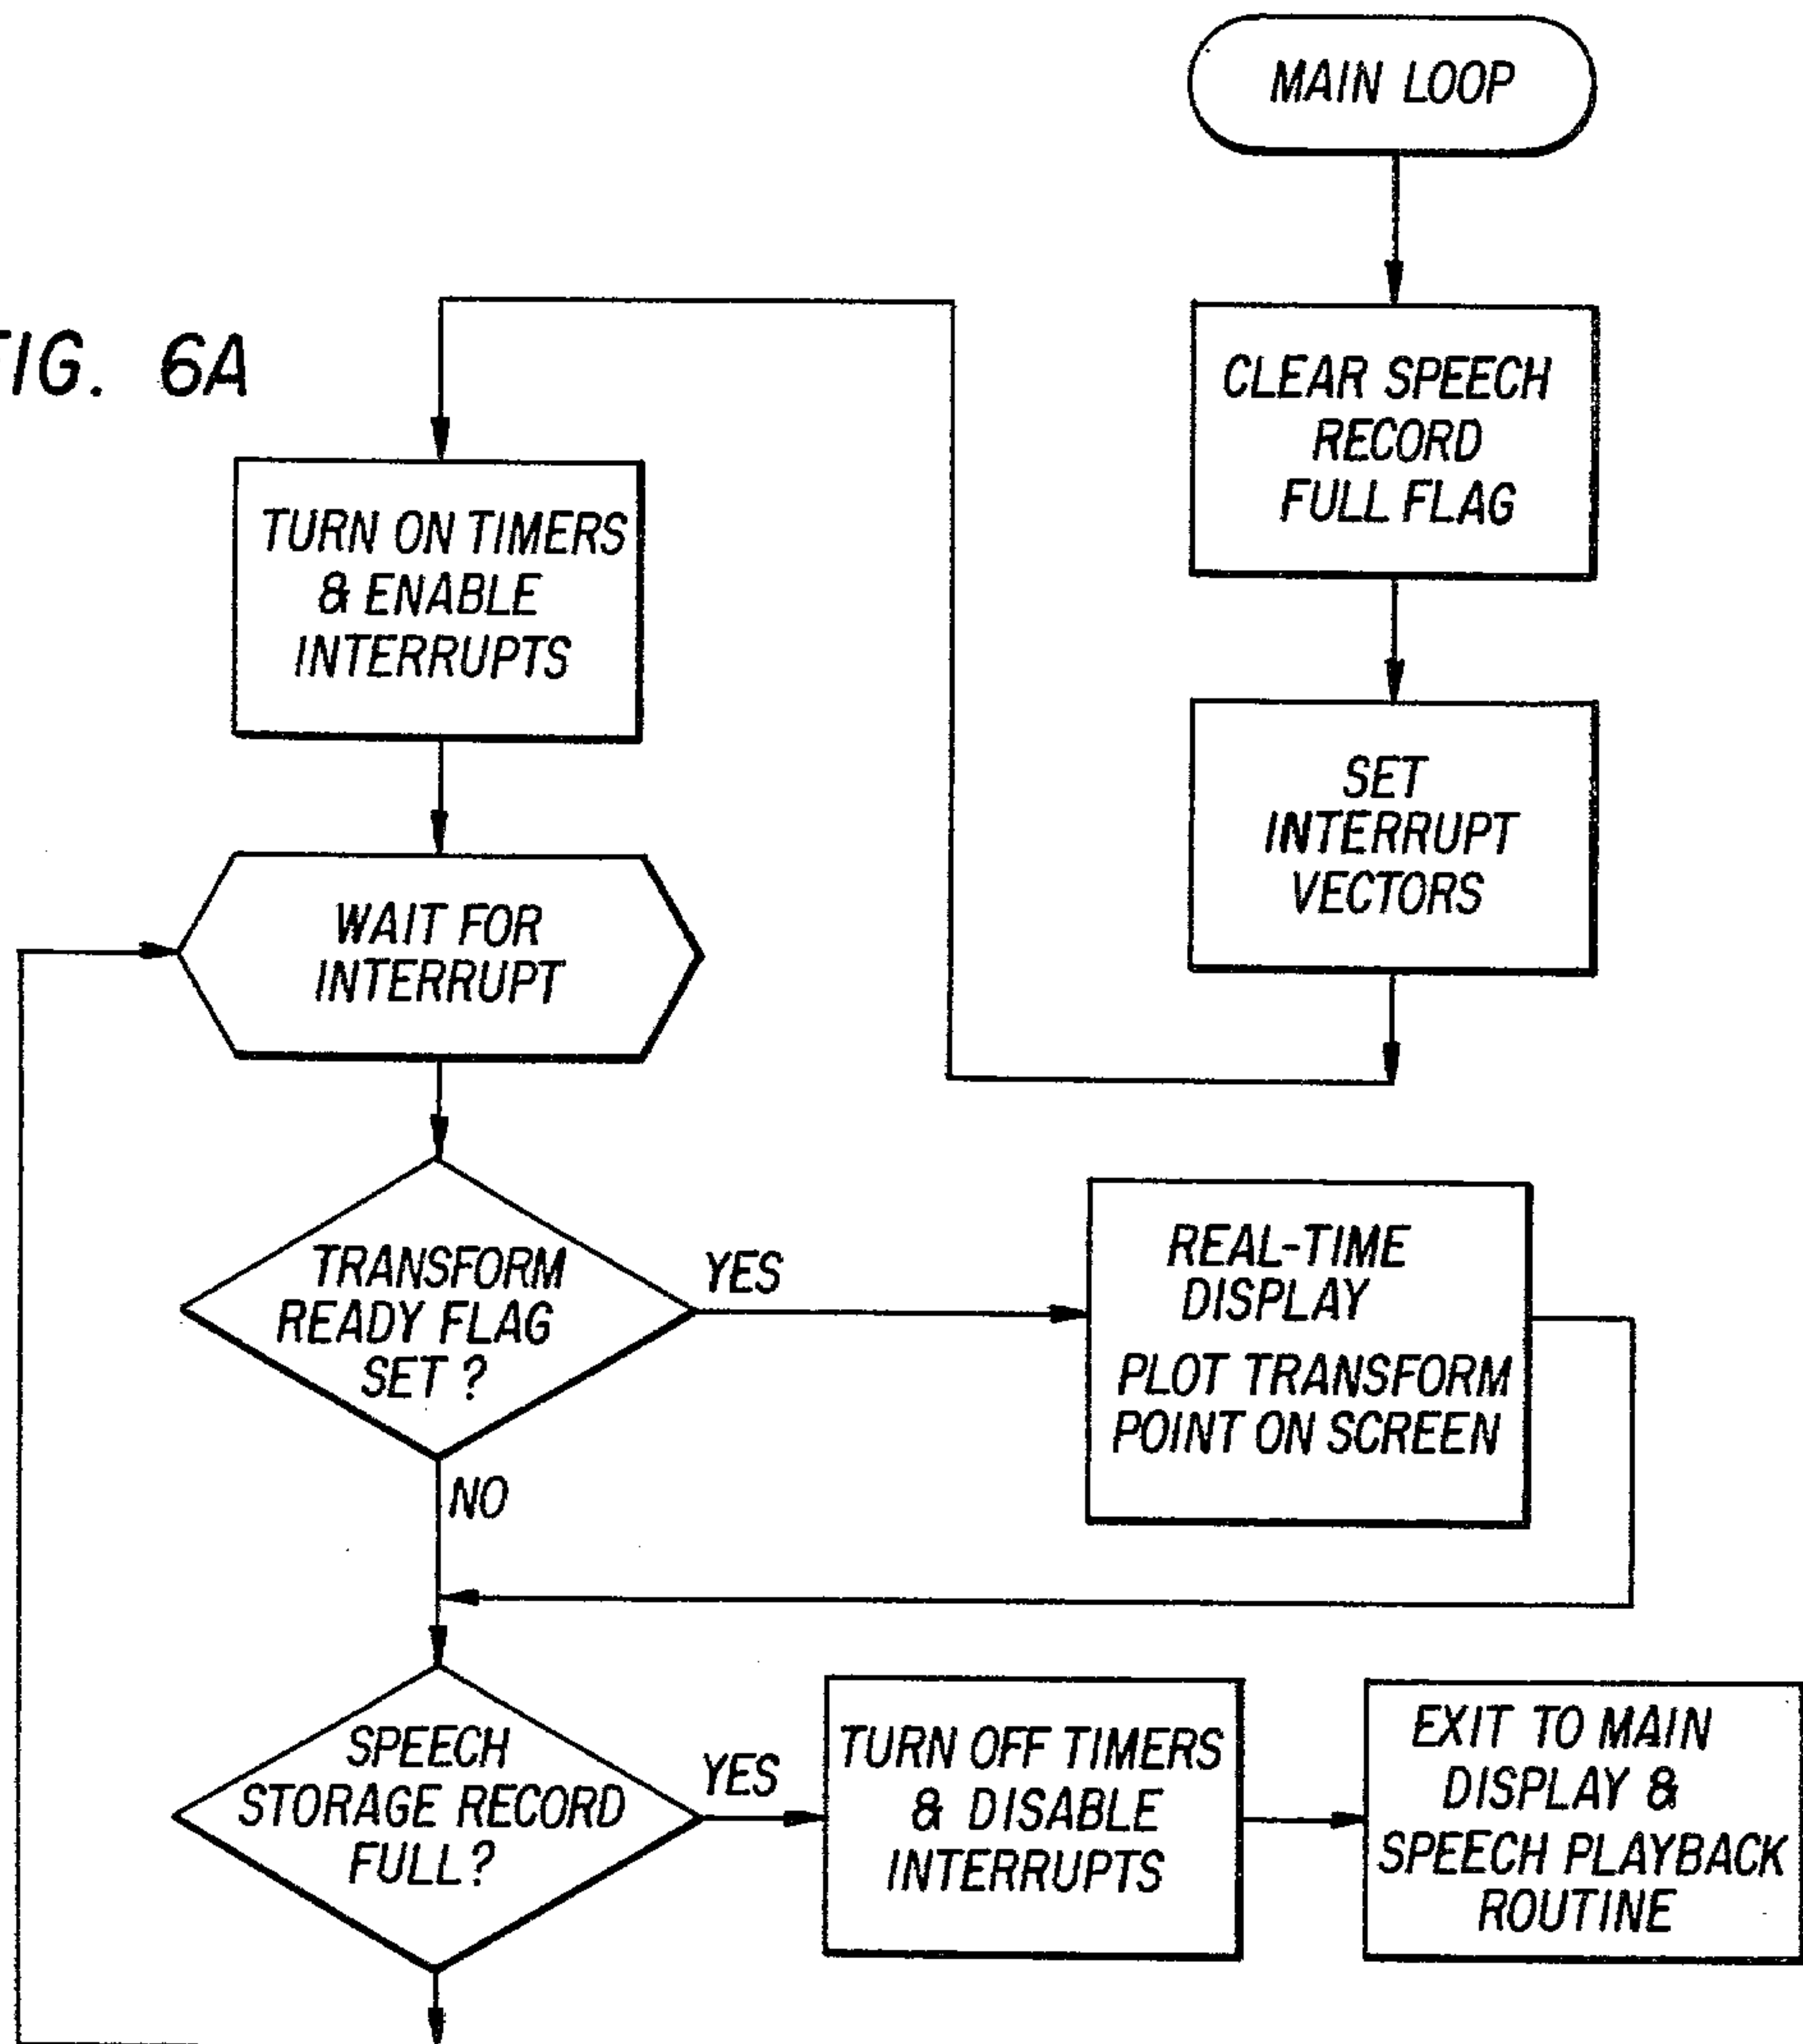 MAIN LOOP
FIG. 6A
CLEAR SPEECH
RECORD
FULL FLAG
SET
INTERRUPT
VECTORS
TURN ON TIMERS
& ENABLE
INTERRUPTS
WAIT FOR
INTERRUPT
TRANSFORM
READY FLAG
SET ?
YES
REAL-TIME
DISPLAY
PLOT TRANSFORM
POINT ON SCREEN
NO
SPEECH
STORAGE RECORD
FULL?
YES
TURN OFF TIMERS
& DISABLE
INTERRUPTS
EXIT TO MAIN
DISPLAY &
SPEECH PLAYBACK
ROUTINE